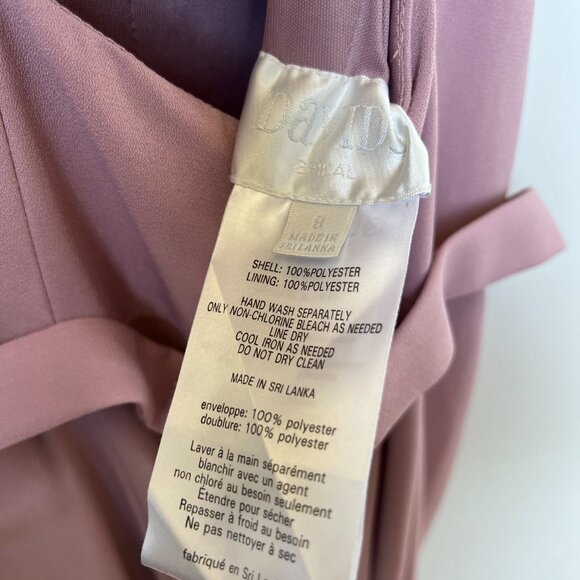 DAVID'S
BRIDAL
8
MADE IN
SRI LANKA
SHELL: 100%POLYESTER
LINING: 100%POLYESTER
HAND WASH SEPARATELY
ONLY NON-CHLORINE BLEACH AS NEEDED
LINE DRY
COOL IRON AS NEEDED
DO NOT DRY CLEAN
MADE IN SRI LANKA
enveloppe: 100% polyester
doublure: 100% polyester
Laver à la main séparément
blanchir avec un agent
non chloré au besoin seulement
Étendre pour sécher
Repasser à froid au besoin
Ne pas nettoyer à sec
fabriqué en Sri